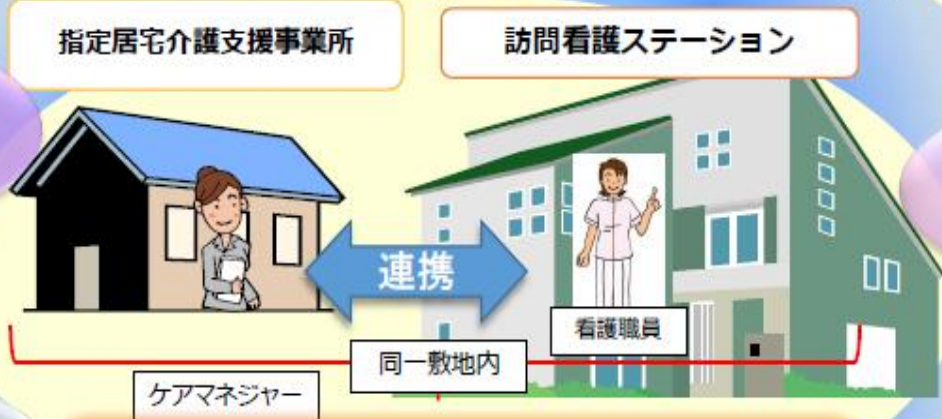 指定居宅介護支援事業所
訪問看護ステーション
連携
看護職員
同一敷地内
ケアマネジャー